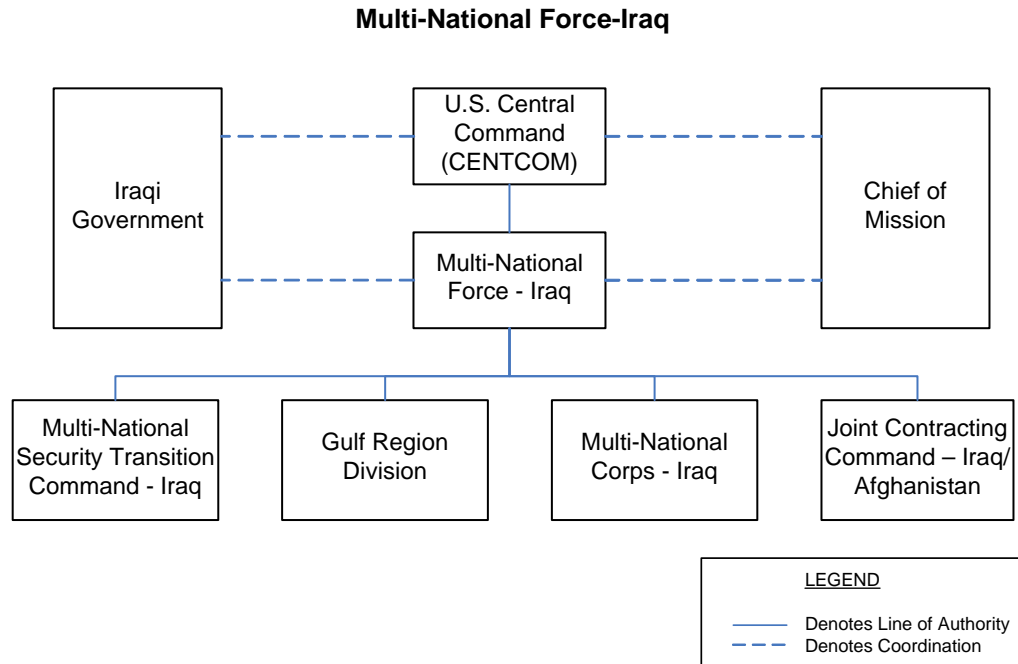 Multi-National Force-Iraq
Iraqi
Government
U.S. Central
Command
(CENTCOM)
Chief of
Mission
Multi-National
Force - Iraq
Multi-National
Security Transition
Command - Iraq
Gulf Region
Division
Multi-National
Corps - Iraq
Joint Contracting
Command – Iraq/
Afghanistan
LEGEND
Denotes Line of Authority
Denotes Coordination